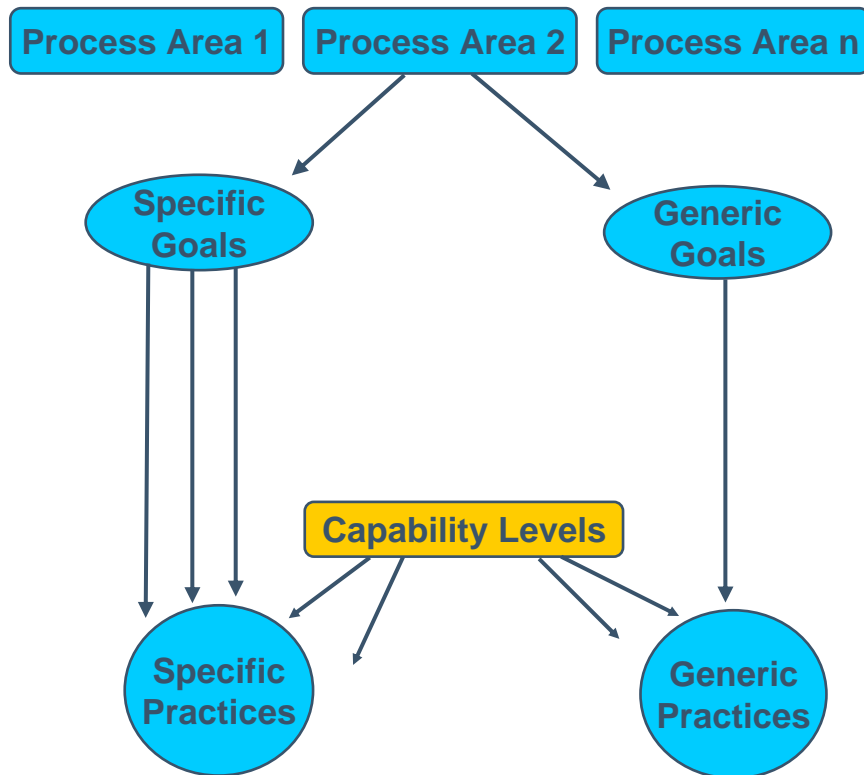 Process Area 1
Process Area 2
Process Area n
Specific
Goals
Generic
Goals
Capability Levels
Specific
Practices
Generic
Practices